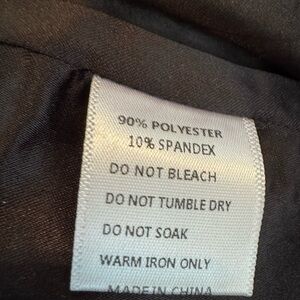 90% POLYESTER
10% SPANDEX
DO NOT BLEACH
DO NOT TUMBLE DRY
DO NOT SOAK
WARM IRON ONLY
MADE IN CHINA